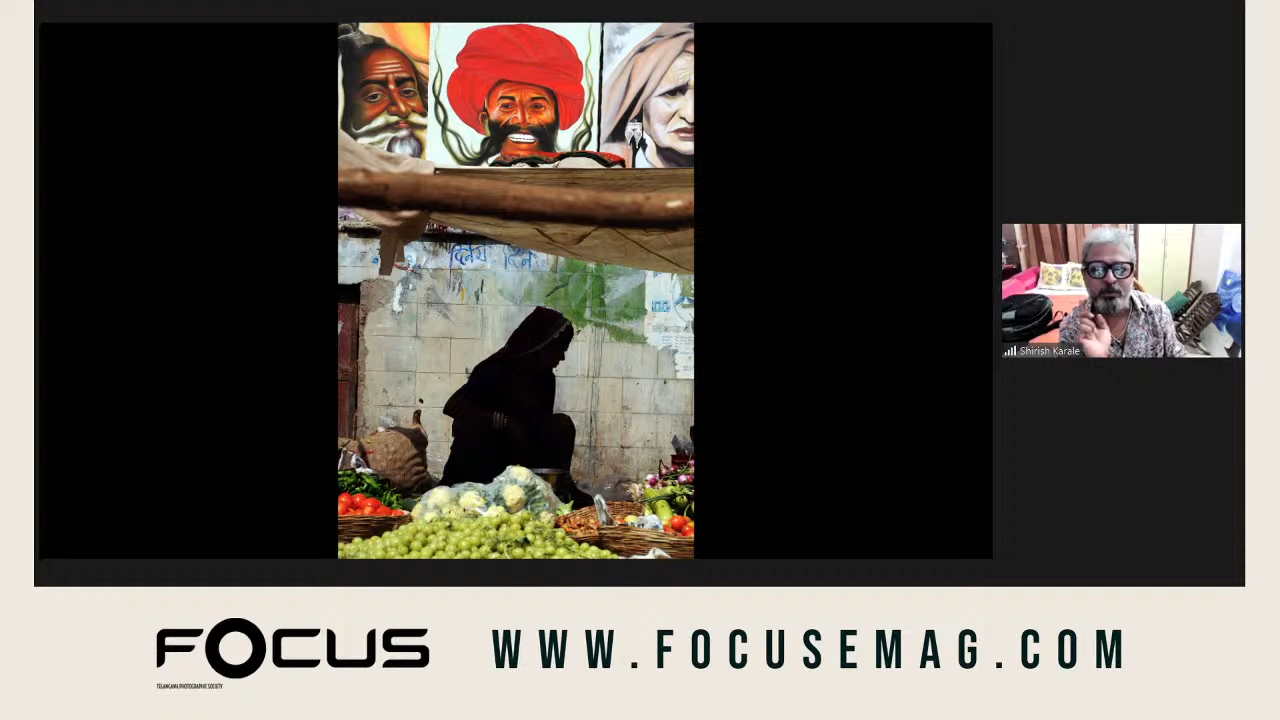 दिनेश दिने
Shirish Karale
FOCUS
TELANGANA PHOTOGRAPHIC SOCIETY
WWW.FOCUSEMAG.COM